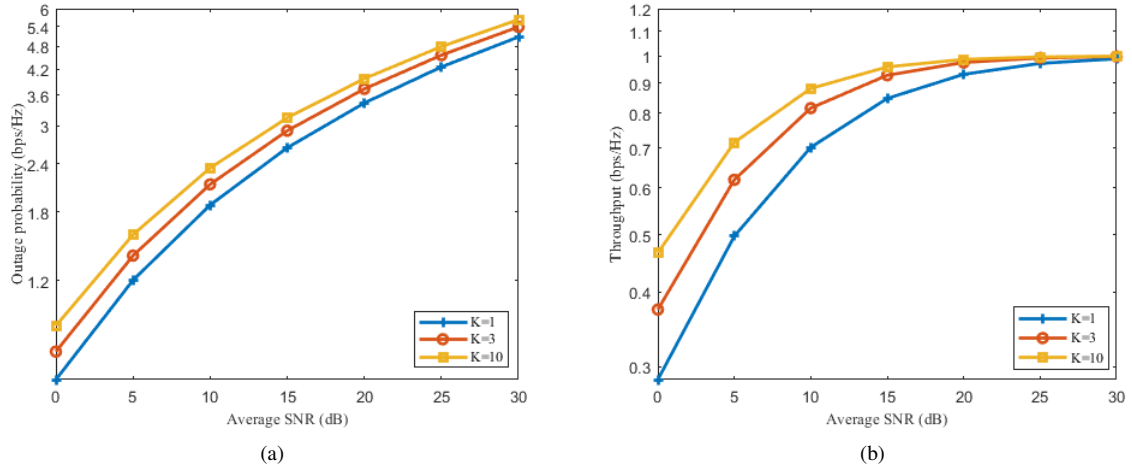 6
5.4
4.8
4.2
3.6
3
2.4
1.8
1.2
Outage probability (bps/Hz)
K=1
K=3
K=10
0 5 10 15 20 25 30
Average SNR (dB)
(a)
1.2
1
0.9
0.8
0.7
0.6
0.5
0.4
0.3
Throughput (bps/Hz)
K=1
K=3
K=10
0 5 10 15 20 25 30
Average SNR (dB)
(b)